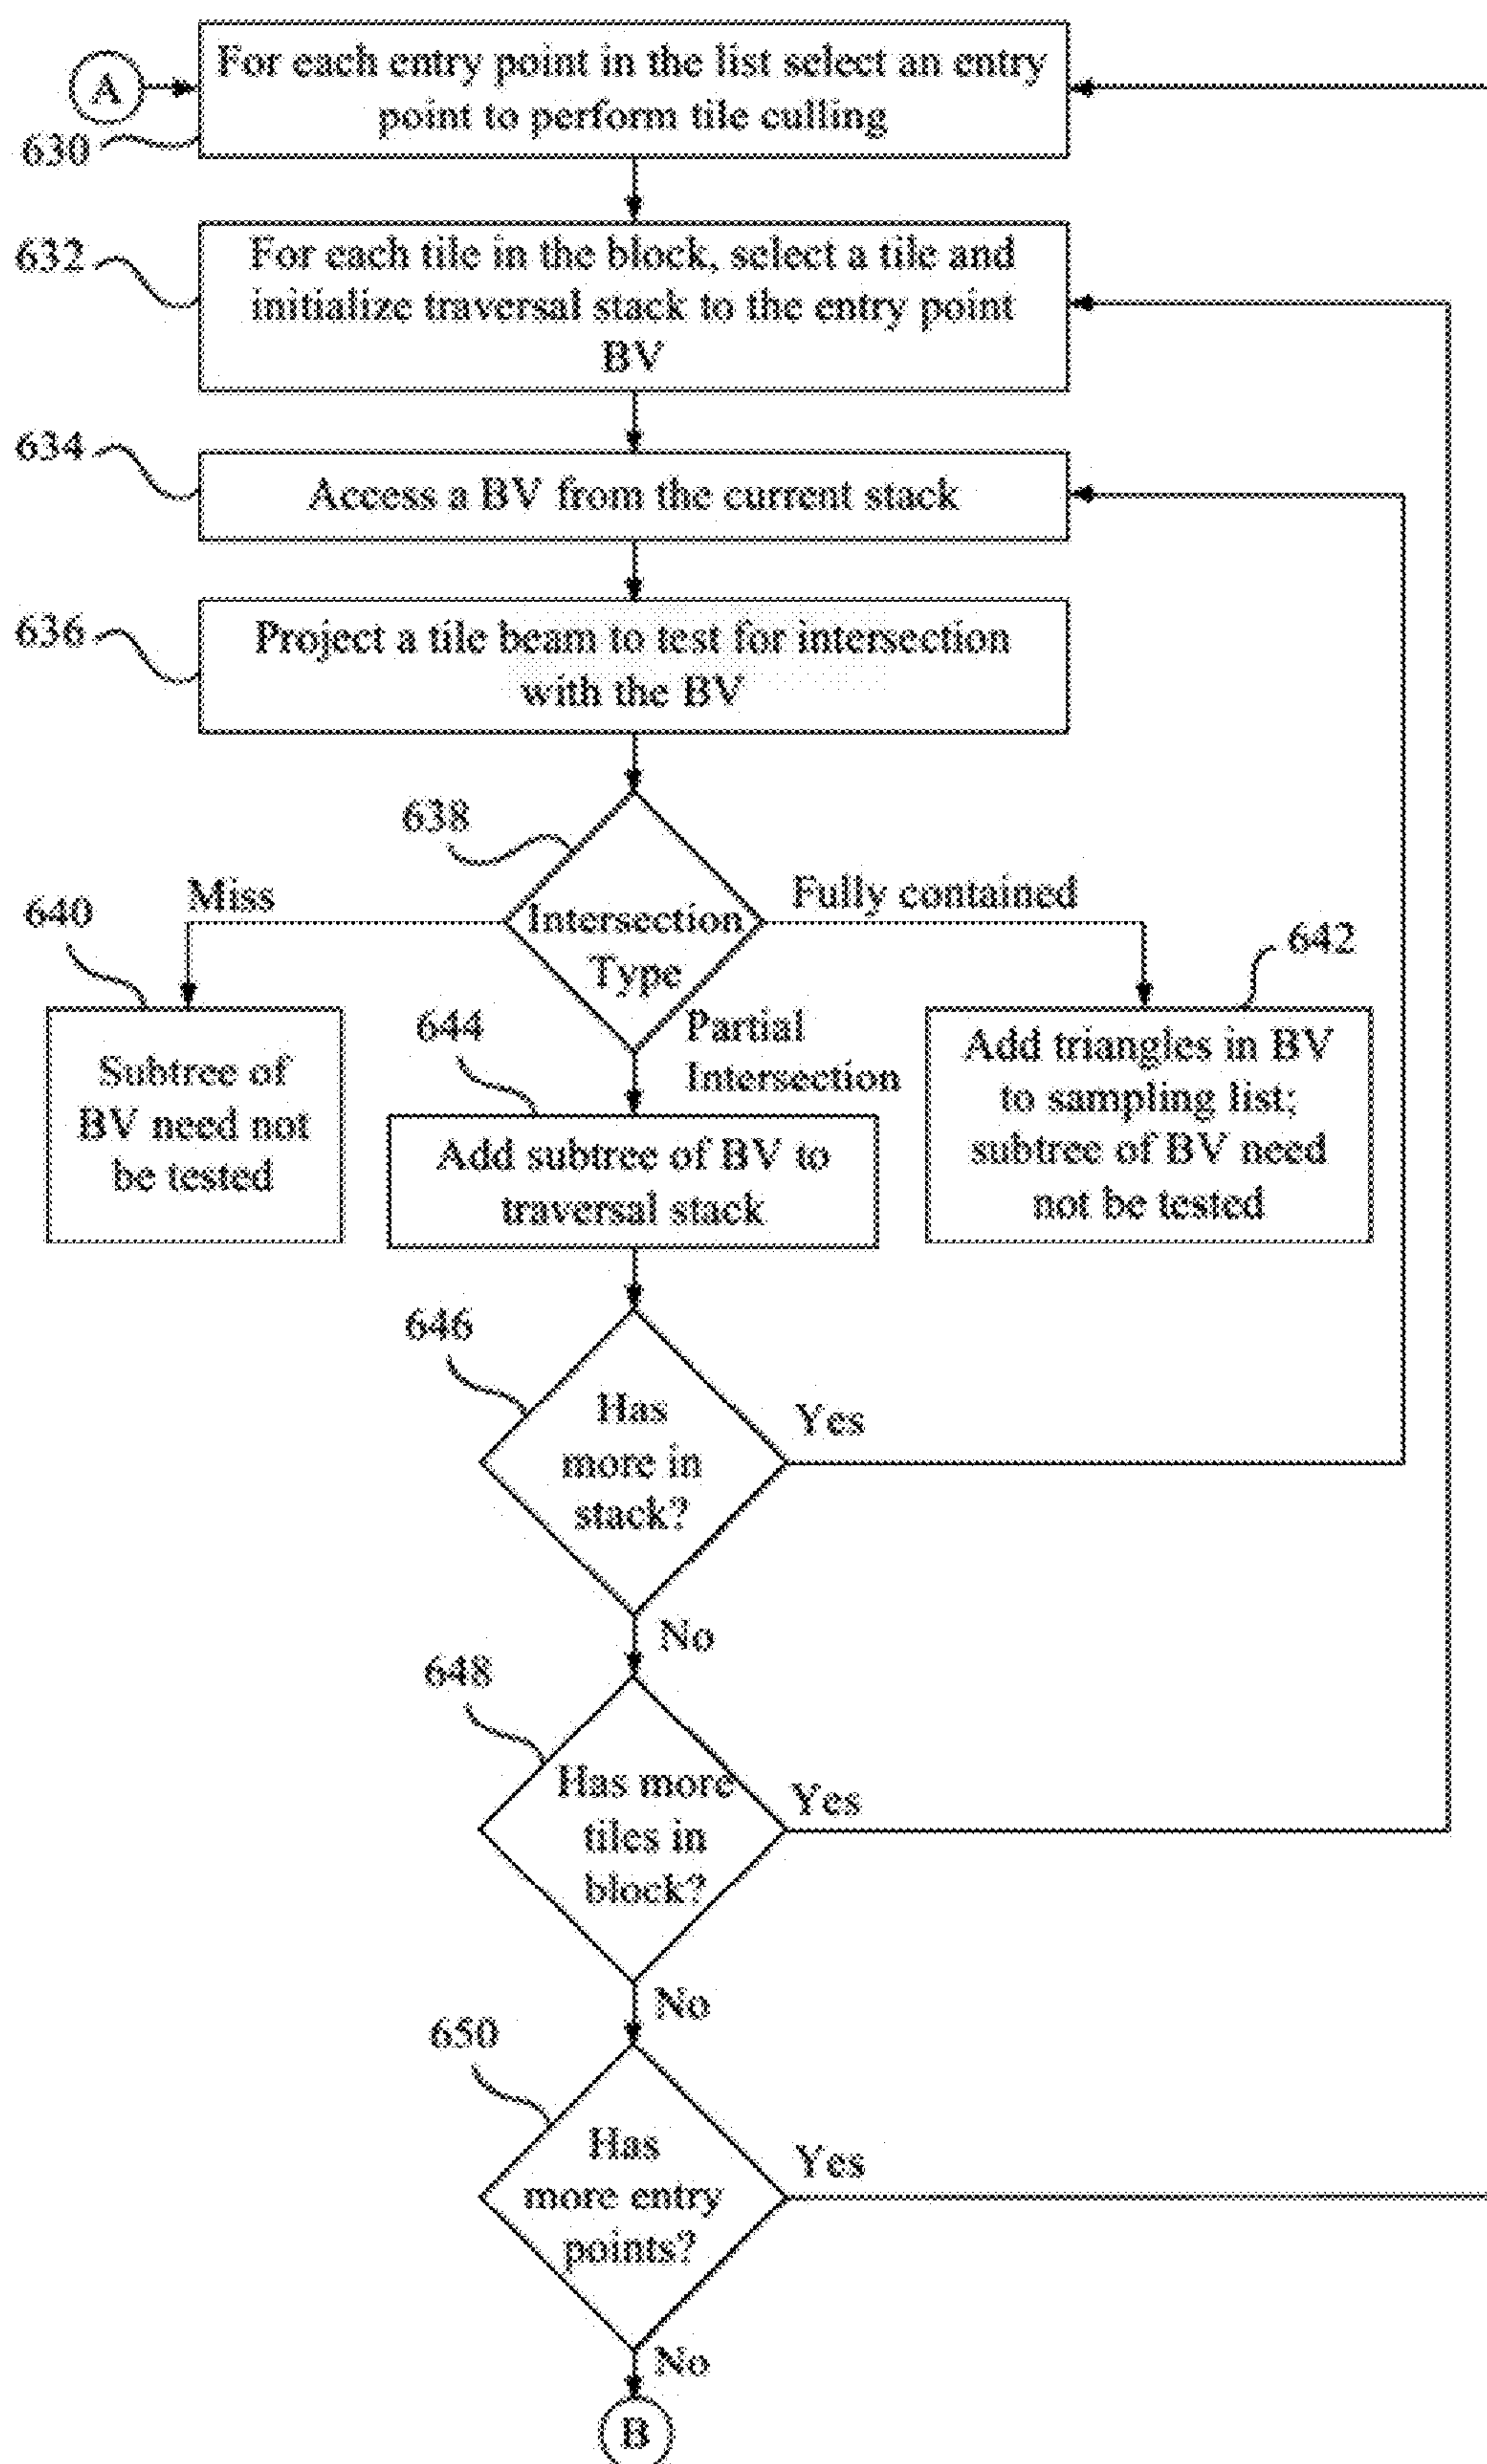 A
For each entry point in the list select an entry
point to perform tile culling
630
632
For each tile in the block, select a tile and
initialize traversal stack to the entry point
BV
634
Access a BV from the current stack
636
Project a tile beam to test for intersection
with the BV
638
Miss
Fully contained
640
Intersection
Type
642
644
Partial
Intersection
Subtree of
BV need not
be tested
Add subtree of BV to
traversal stack
Add triangles in BV
to sampling list;
subtree of BV need
not be tested
646
Has
more in
stack?
Yes
No
648
Has more
tiles in
block?
Yes
No
650
Has
more entry
points?
Yes
No
B